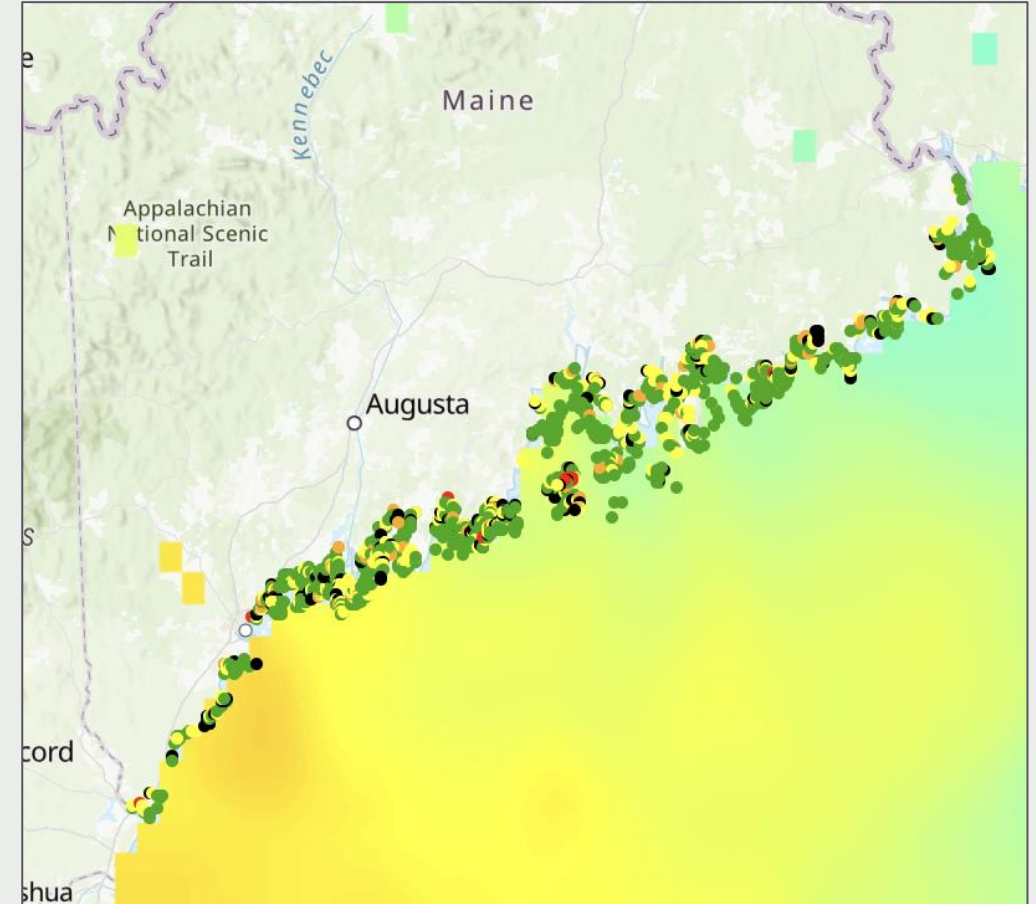 e
Kennebec
Maine
Appalachian
National Scenic
Trail
Augusta
S
cord
shua